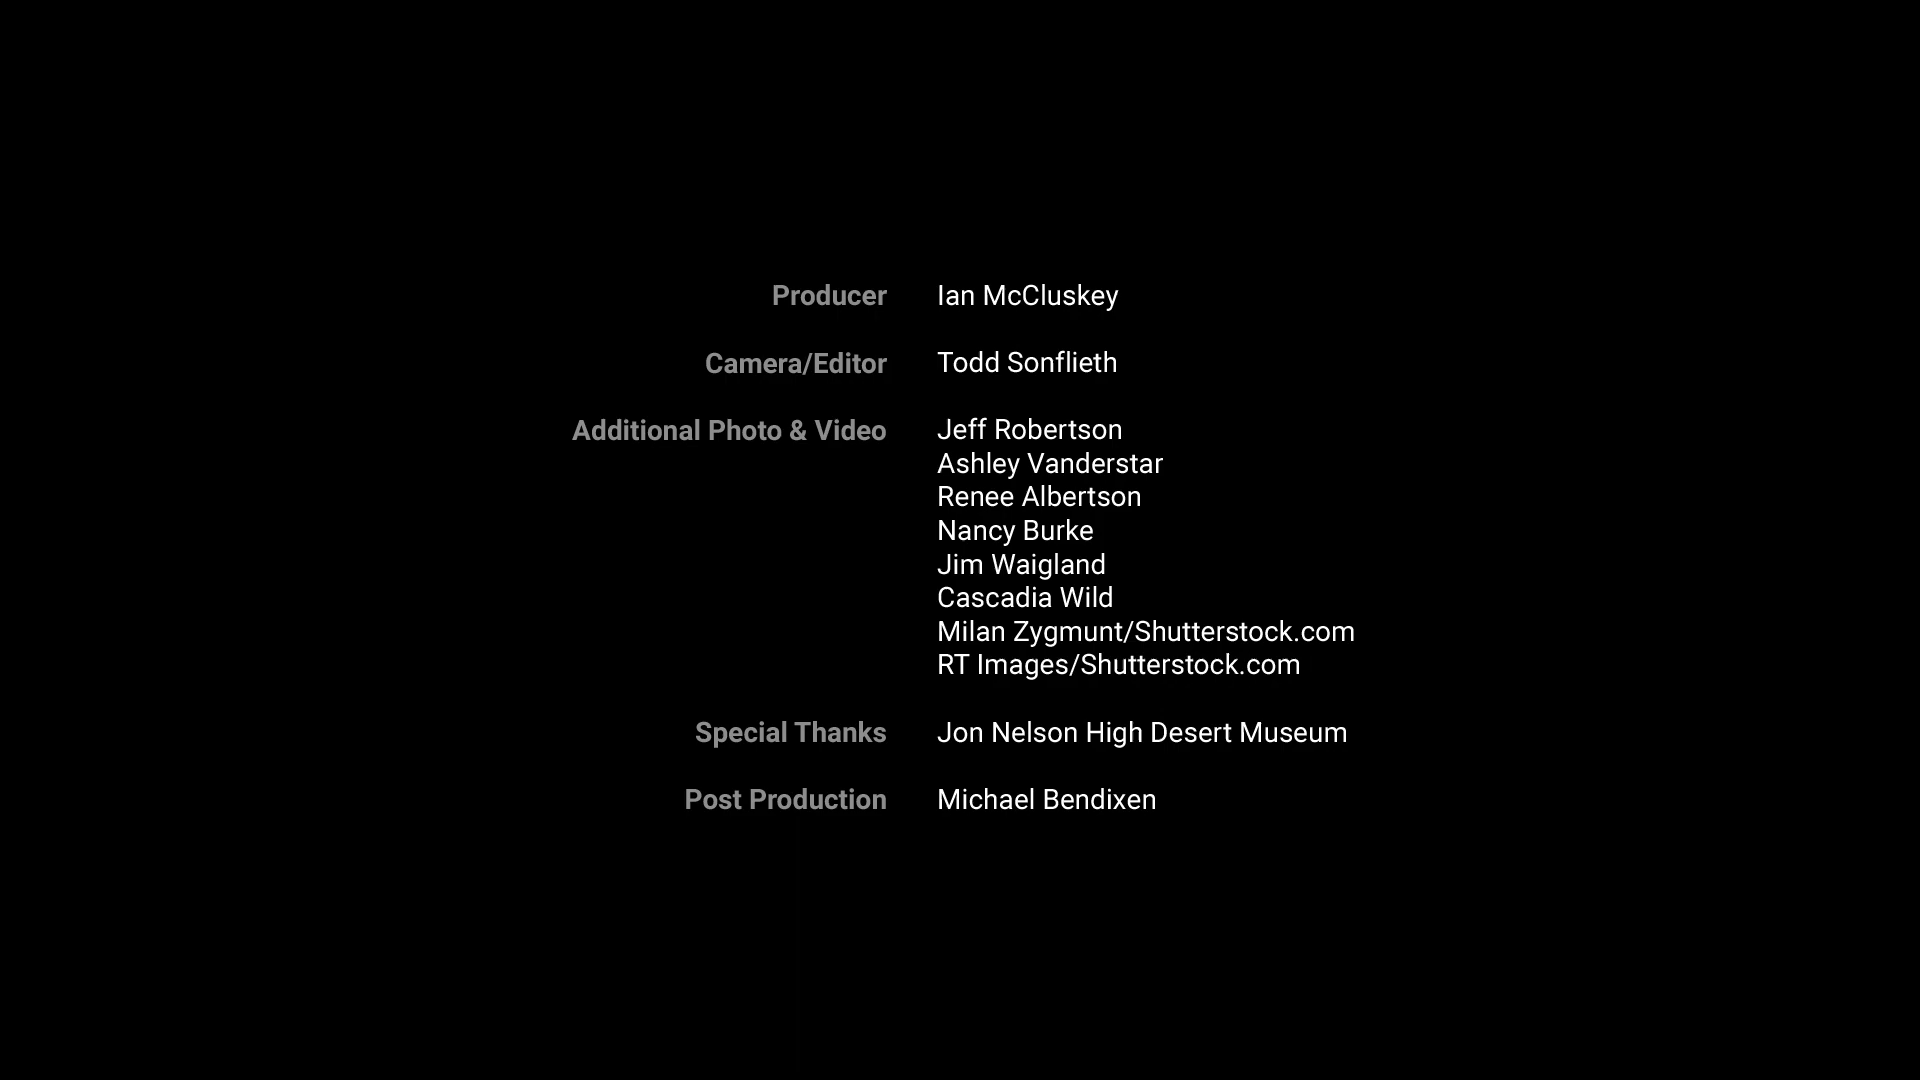 Producer Ian McCluskey
Camera/Editor Todd Sonflieth
Additional Photo & Video Jeff Robertson
Ashley Vanderstar
Renee Albertson
Nancy Burke
Jim Waigland
Cascadia Wild
Milan Zygmunt/Shutterstock.com
RT Images/Shutterstock.com
Special Thanks Jon Nelson High Desert Museum
Post Production Michael Bendixen